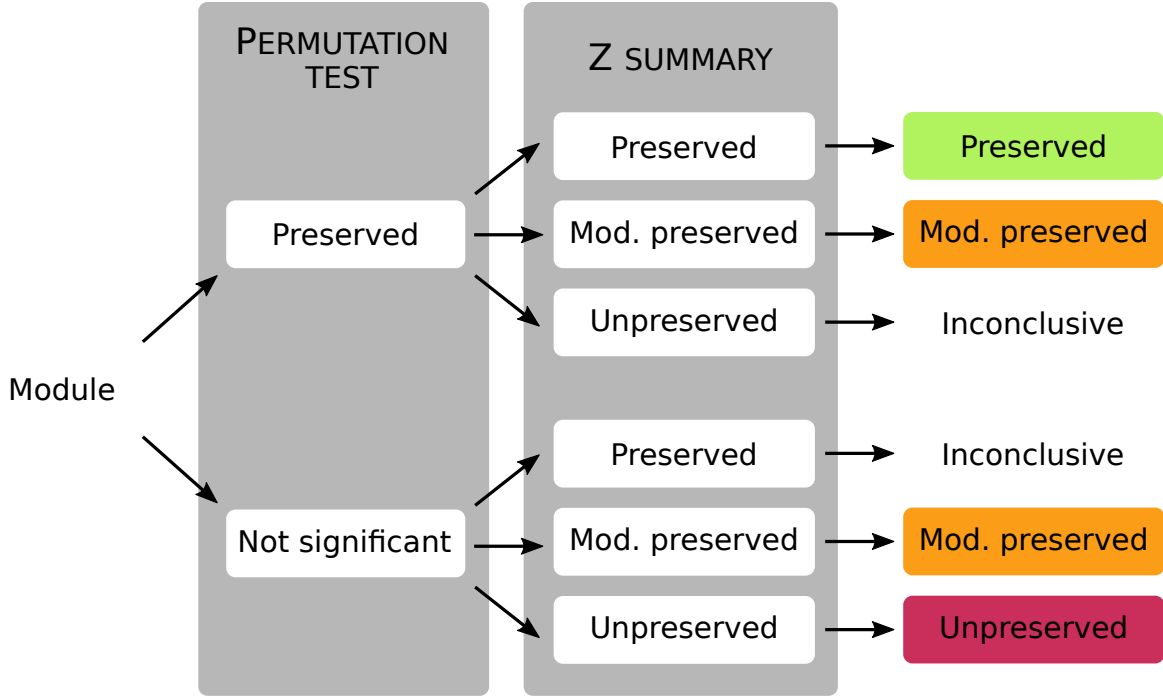 PERMUTATION
TEST
Z SUMMARY
Preserved
Preserved
Preserved
Mod. preserved
Mod. preserved
Unpreserved
Inconclusive
Module
Preserved
Inconclusive
Not significant
Mod. preserved
Mod. preserved
Unpreserved
Unpreserved